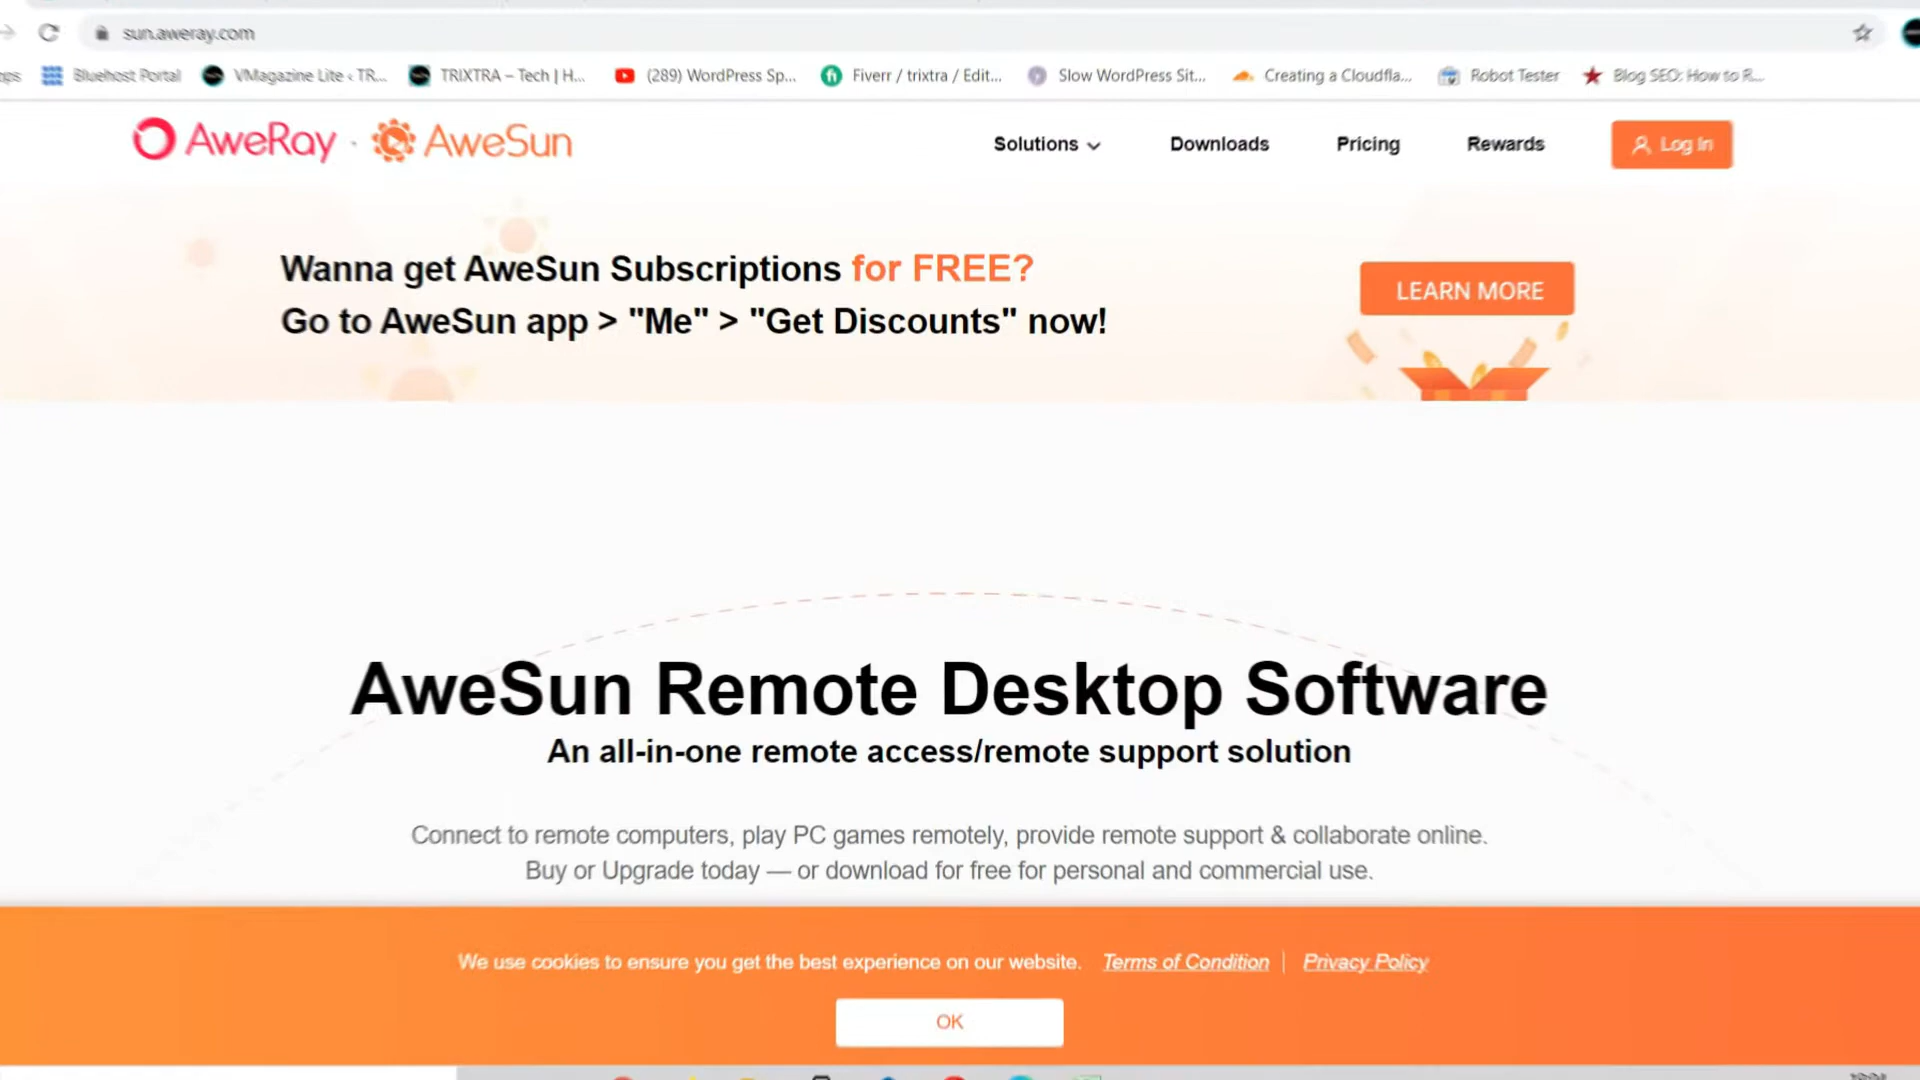 sun.aweray.com
Bluehost Portal VMagazine Lite ‹ TR... TRIXTRA – Tech | H... (289) WordPress Sp... Fiverr / trixtra / Edit... Slow WordPress Sit... Creating a Cloudfla... Robot Tester Blog SEO: How to R...
AweRay · AweSun Solutions Downloads Pricing Rewards Log In
Wanna get AweSun Subscriptions for FREE?
Go to AweSun app > "Me" > "Get Discounts" now!
LEARN MORE
AweSun Remote Desktop Software
An all-in-one remote access/remote support solution
Connect to remote computers, play PC games remotely, provide remote support & collaborate online.
Buy or Upgrade today — or download for free for personal and commercial use.
We use cookies to ensure you get the best experience on our website. Terms of Condition | Privacy Policy
OK